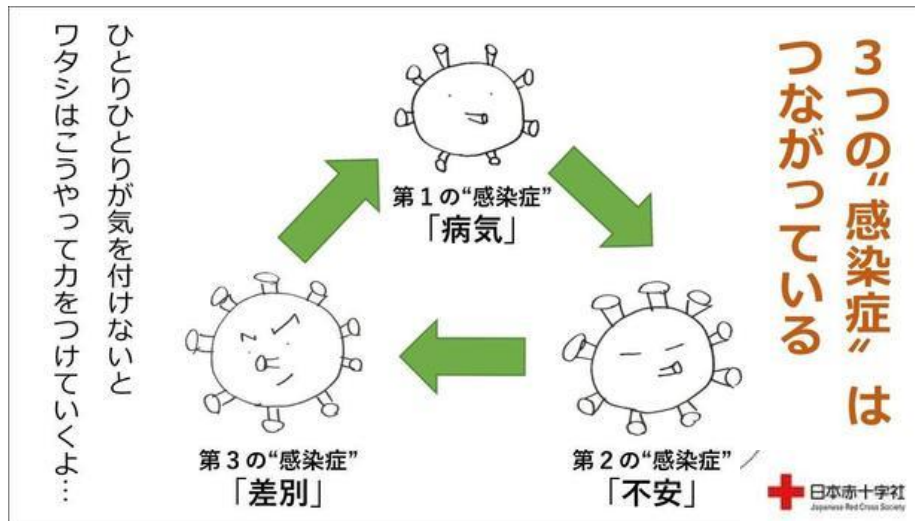 3つの“感染症〟は
つながっている
第1の“感染症”
「病気」
第2の“感染症”
「不安」
第3の“感染症”
「差別」
ひとりひとりが気を付けないと
ワタシはこうやって力をつけていくよ…
日本赤十字社
Japanese Red Cross Society